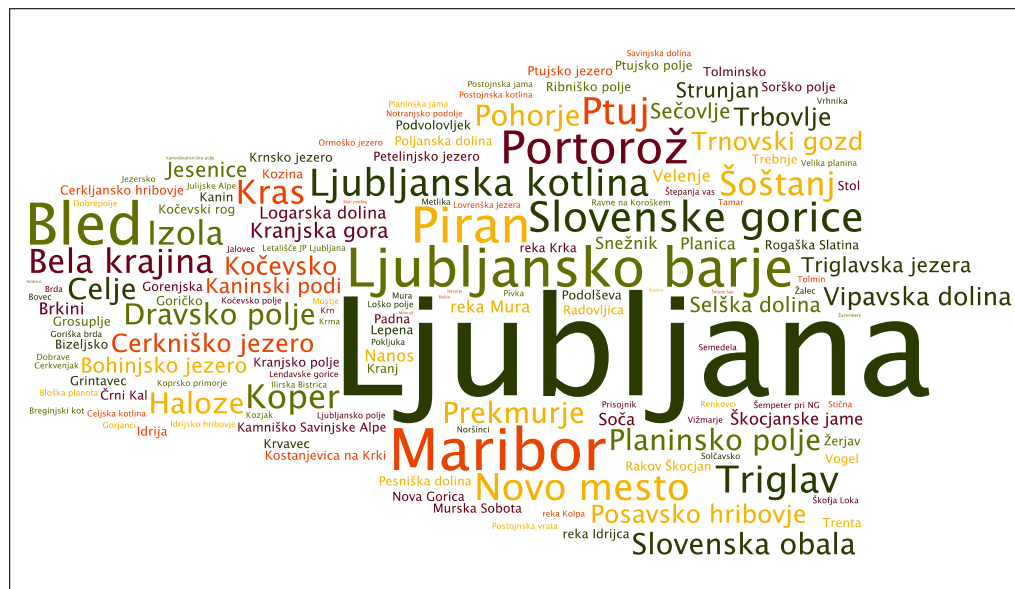 Savinjska dolina
Ptujsko jezero
Ptujsko polje
Tolminsko
Postojnska jama
Ribniško polje
Strunjan
Sorško polje
Postojnska kotlina
Vrhnika
Planinska jama
Notranjsko podolje
Pohorje
Ptuj
Sečovlje
Trbovlje
Podvolovljek
Ormoško jezero
Poljanska dolina
Portorož
Trnovski gozd
Krnsko jezero
Petelinjsko jezero
Trebnje
Velika planina
Jesenice
Jezersko
Kozina
Ljubljanska kotlina
Velenje
Šoštanj
Stol
Cerkljansko hribovje
Julijske Alpe
Kanin
Kras
Štepanja vas
Dobrepolje
Kočevski rog
Logarska dolina
Metlika
Lovrenška jezera
Ravne na Koroškem
Tamar
Bled
Izola
Kranjska gora
Piran
Slovenske gorice
Jalovec
Letališče JP Ljubljana
reka Krka
Snežnik
Planica
Rogaška Slatina
Bela krajina
Kočevsko
Ljubljansko barje
Triglavska jezera
Brda
Celje
Gorenjska
Kaninski podi
Tolmin
Bovec
Goričko
Kočevsko polje
Mostje
Mura
Pivka
Podolševa
Žalec
Vipavska dolina
Brkini
Dravsko polje
Krn
Loško polje
reka Mura
Radovljica
Selška dolina
Grosuplje
Krma
Padna
Goriška brda
Lepena
Ljubljana
Bizeljsko
Cerkniško jezero
Pokljuka
Semedela
Dobrave
Nanos
Cerkvenjak
Bohinjsko jezero
Kranjsko polje
Kranj
Lendavske gorice
Grintavec
Koprsko primorje
Ilirska Bistrica
Bloška planota
Črni Kal
Haloze
Koper
Breginjski kot
Celjska kotlina
Kozjak
Ljubljansko polje
Prekmurje
Prisojnik
Renkovci
Šempeter pri NG
Stična
Gorjanci
Idrijsko hribovje
Soča
Vižmarje
Škocjanske jame
Idrija
Kamniško Savinjske Alpe
Noršinci
Krvavec
Maribor
Planinsko polje
Žerjav
Kostanjevica na Krki
Solčavsko
Rakov Škocjan
Vogel
Pesniška dolina
Novo mesto
Triglav
Nova Gorica
Škofja Loka
Murska Sobota
reka Kolpa
Posavsko hribovje
Trenta
Postojnska vrata
reka Idrijca
Slovenska obala